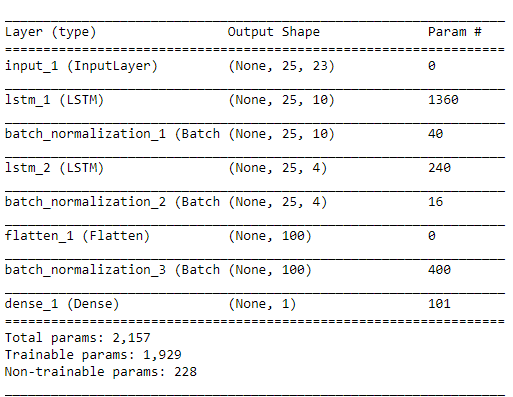 Layer (type) Output Shape Param #
=================================================================
input_1 (InputLayer) (None, 25, 23) 0
lstm_1 (LSTM) (None, 25, 10) 1360
batch_normalization_1 (Batch (None, 25, 10) 40
lstm_2 (LSTM) (None, 25, 4) 240
batch_normalization_2 (Batch (None, 25, 4) 16
flatten_1 (Flatten) (None, 100) 0
batch_normalization_3 (Batch (None, 100) 400
dense_1 (Dense) (None, 1) 101
=================================================================
Total params: 2,157
Trainable params: 1,929
Non-trainable params: 228